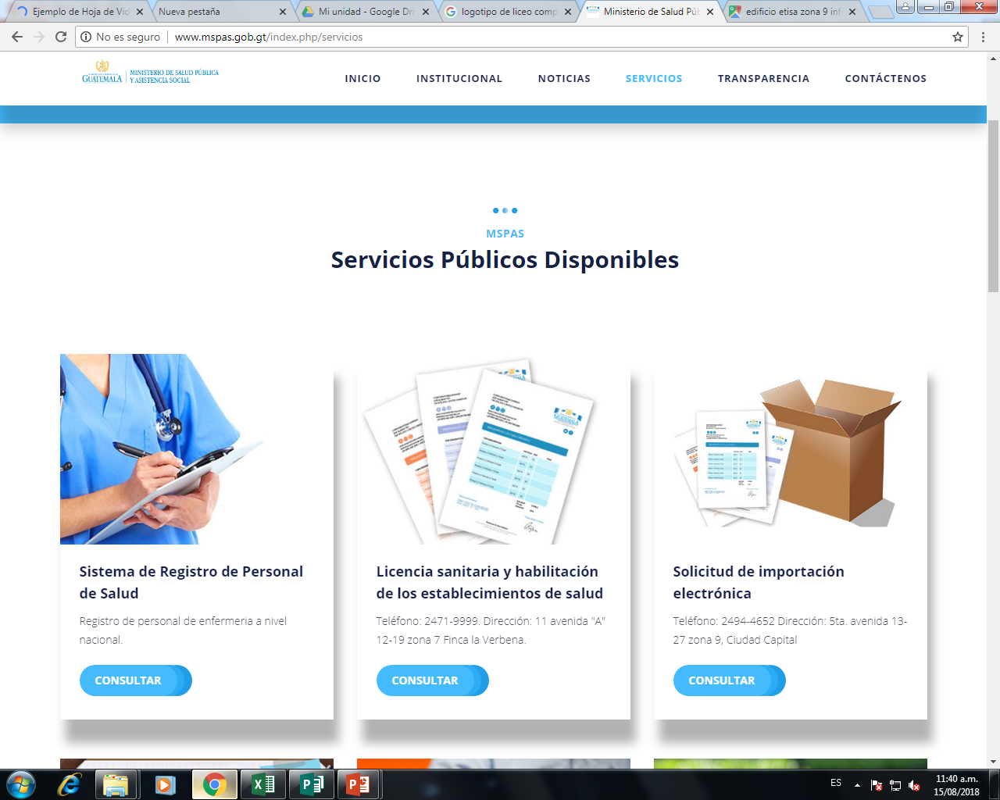 Ejemplo de Hoja de Vid
Nueva pestaña
Mi unidad - Google Dri
logotipo de liceo comp
Ministerio de Salud Púb
edificio etisa zona 9 inf
No es seguro
www.mspas.gob.gt/index.php/servicios
GUATEMALA
MINISTERIO DE SALUD PÚBLICA
Y ASISTENCIA SOCIAL
INICIO
INSTITUCIONAL
NOTICIAS
SERVICIOS
TRANSPARENCIA
CONTÁCTENOS
MSPAS
Servicios Públicos Disponibles
Sistema de Registro de Personal
de Salud
Registro de personal de enfermeria a nivel
nacional.
CONSULTAR
Licencia sanitaria y habilitación
de los establecimientos de salud
Teléfono: 2471-9999. Dirección: 11 avenida "A"
12-19 zona 7 Finca la Verbena.
CONSULTAR
Solicitud de importación
electrónica
Teléfono: 2494-4652 Dirección: 5ta. avenida 13-
27 zona 9, Ciudad Capital
CONSULTAR
ES
11:40 a.m.
15/08/2018